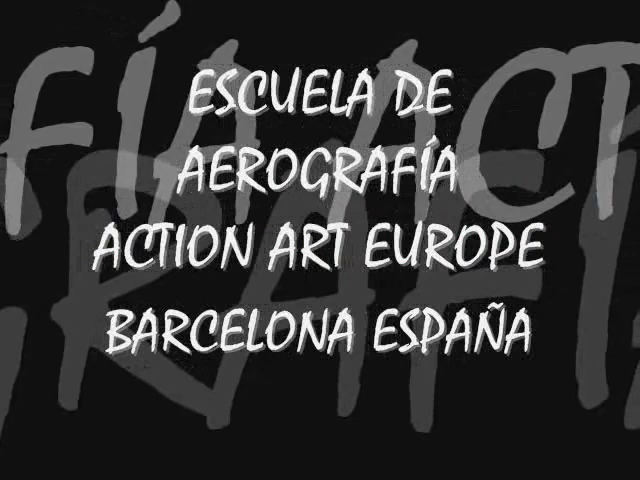 ESCUELA DE
AEROGRAFÍA
ACTION ART EUROPE
BARCELONA ESPAÑA